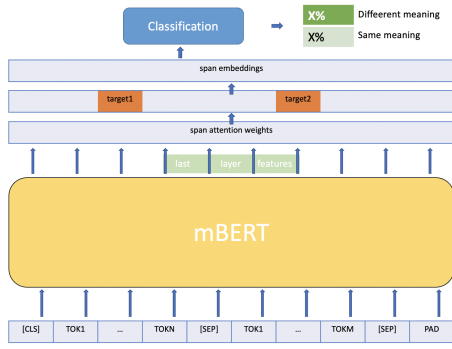 Classification
X% Differeent meaning
X% Same meaning
span embeddings
target1 target2
span attention weights
last layer features
mBERT
[CLS] TOK1 ... TOKN [SEP] TOK1 ... TOKM [SEP] PAD